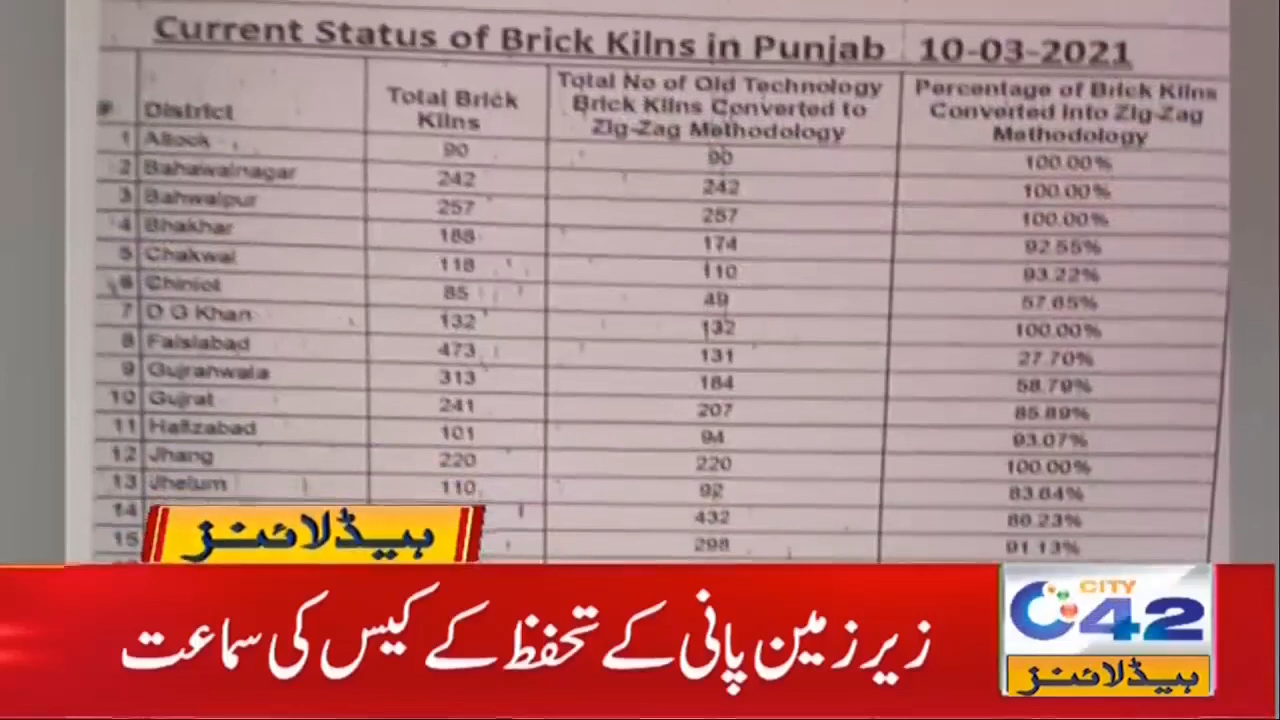 Current Status of Brick Kilns in Punjab 10-03-2021
# District Total Brick Kilns Total No of Old Technology Brick Kilns Converted to Zig-Zag Methodology Percentage of Brick Kilns Converted into Zig-Zag Methodology
1 Attock 90 90 100.00%
2 Bahawalnagar 242 242 100.00%
3 Bahwalpur 257 257 100.00%
4 Bhakhar 188 174 92.55%
5 Chakwal 118 110 93.22%
6 Chiniot 85 49 57.65%
7 D G Khan 132 132 100.00%
8 Faislabad 473 131 27.70%
9 Gujranwala 313 184 58.79%
10 Gujrat 241 207 85.89%
11 Hafizabad 101 94 93.07%
12 Jhang 220 220 100.00%
13 Jhelum 110 92 83.64%
14 432
15 298 91.13%
ہیڈلائنز
زیر زمین پانی کے تحفظ کے کیس کی سماعت
CITY
42
ہیڈلائنز